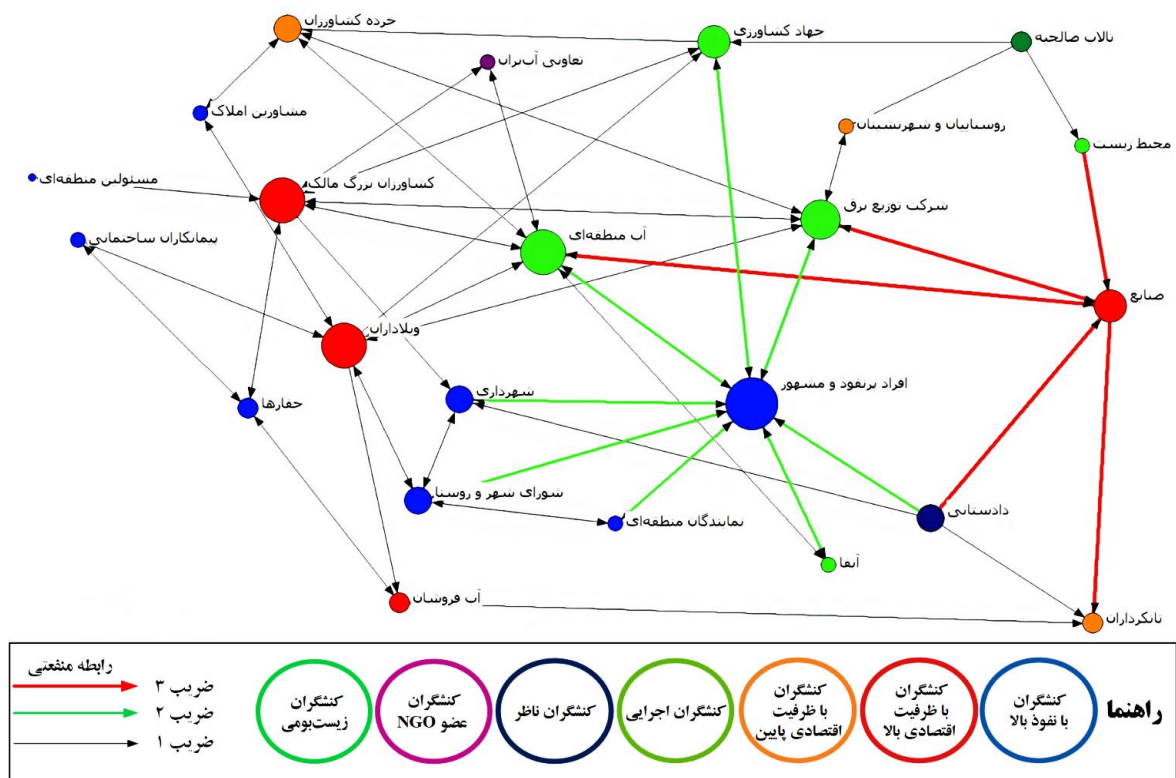 خرده کشاورزان
جهاد کشاورزی
تالاب صالحیه
تعاونی آب‌بران
مشاورین املاک
روستاییان و شهرنشینان
محیط زیست
مسئولین منطقه‌ای
کشاورزان بزرگ مالک
شرکت توزیع برق
پیمانکاران ساختمانی
آب منطقه‌ای
صنایع
ویلاداران
حفارها
شهرداری
افراد پرنفوذ و مشهور
شورای شهر و روستا
نمایندگان منطقه‌ای
دادستانی
آبفا
آب فروشان
تانکرداران
راهنما
کنشگران
با نفوذ بالا
کنشگران
با ظرفیت
اقتصادی بالا
کنشگران
با ظرفیت
اقتصادی پایین
کنشگران اجرایی
کنشگران ناظر
کنشگران
عضو NGO
کنشگران
زیست‌بومی
رابطه منفعتی
ضریب ۳
ضریب ۲
ضریب ۱